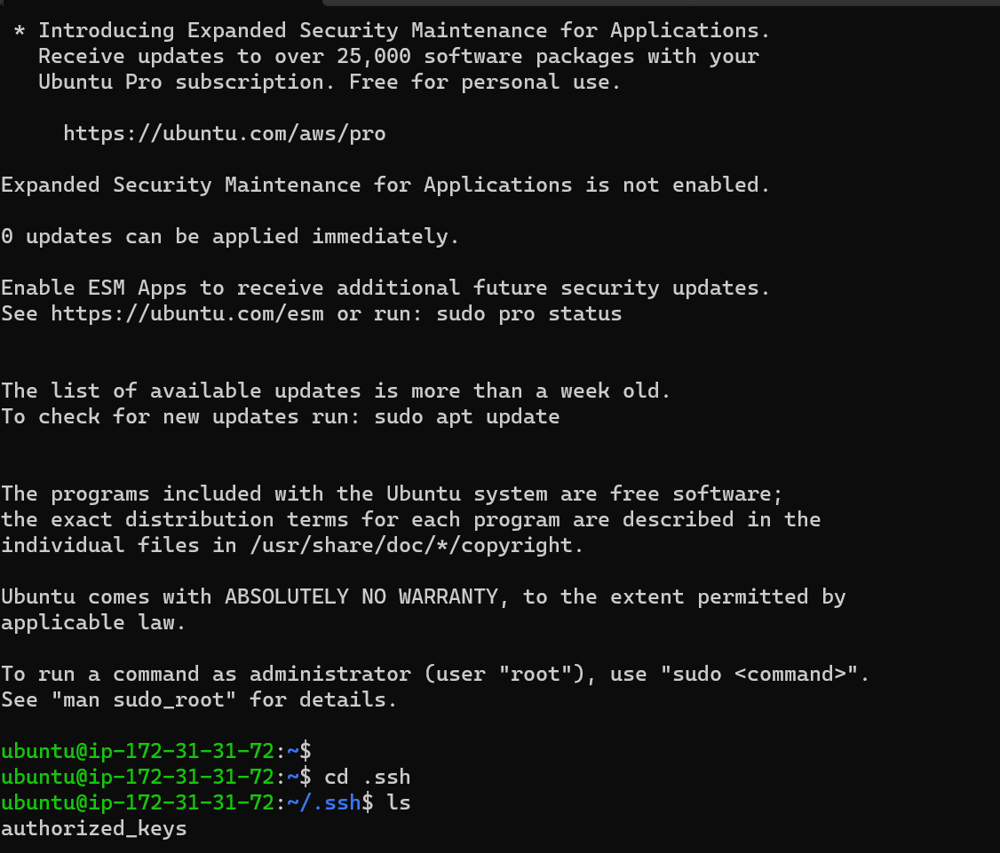 * Introducing Expanded Security Maintenance for Applications.
Receive updates to over 25,000 software packages with your
Ubuntu Pro subscription. Free for personal use.
https://ubuntu.com/aws/pro
Expanded Security Maintenance for Applications is not enabled.
0 updates can be applied immediately.
Enable ESM Apps to receive additional future security updates.
See https://ubuntu.com/esm or run: sudo pro status
The list of available updates is more than a week old.
To check for new updates run: sudo apt update
The programs included with the Ubuntu system are free software;
the exact distribution terms for each program are described in the
individual files in /usr/share/doc/*/copyright.
Ubuntu comes with ABSOLUTELY NO WARRANTY, to the extent permitted by
applicable law.
To run a command as administrator (user "root"), use "sudo <command>".
See "man sudo_root" for details.
ubuntu@ip-172-31-31-72:~$
ubuntu@ip-172-31-31-72:~$ cd .ssh
ubuntu@ip-172-31-31-72:~/.ssh$ ls
authorized_keys